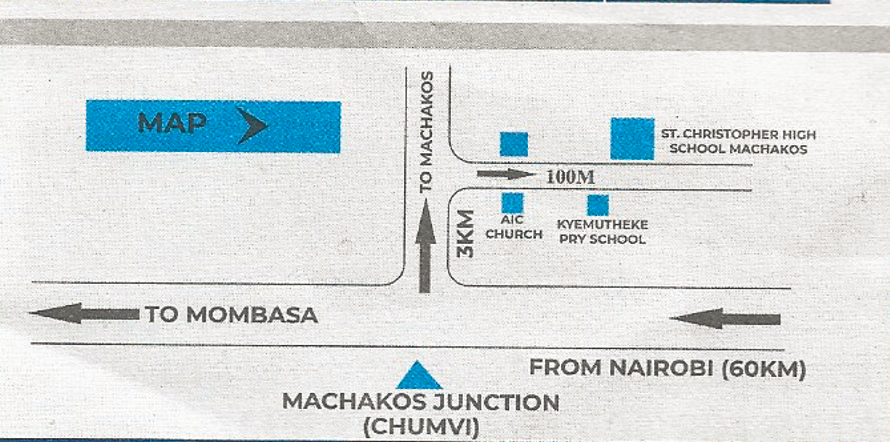 MAP
TO MACHAKOS
ST. CHRISTOPHER HIGH
SCHOOL MACHAKOS
100M
3KM
AIC
CHURCH
KYEMUTHEKE
PRY SCHOOL
TO MOMBASA
FROM NAIROBI (60KM)
MACHAKOS JUNCTION
(CHUMVI)